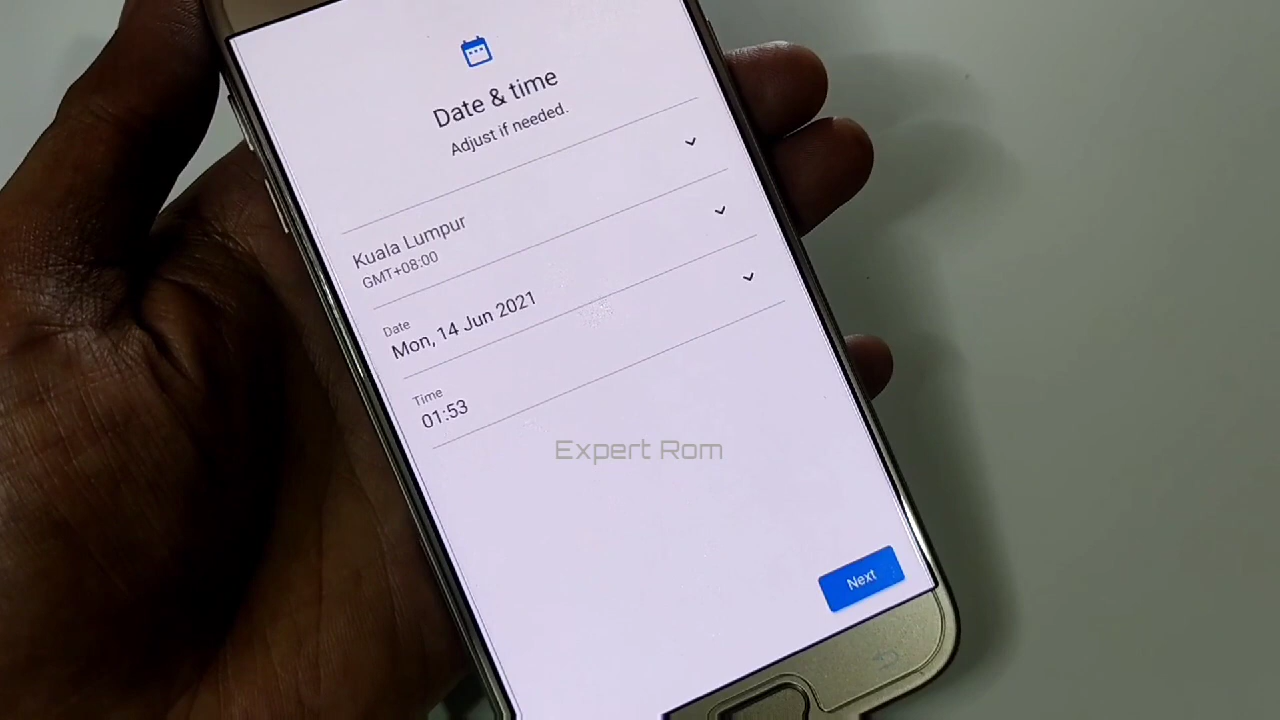 Date & time
Adjust if needed.
Kuala Lumpur
GMT+08:00
Date
Mon, 14 Jun 2021
Time
01:53
Expert Rom
Next